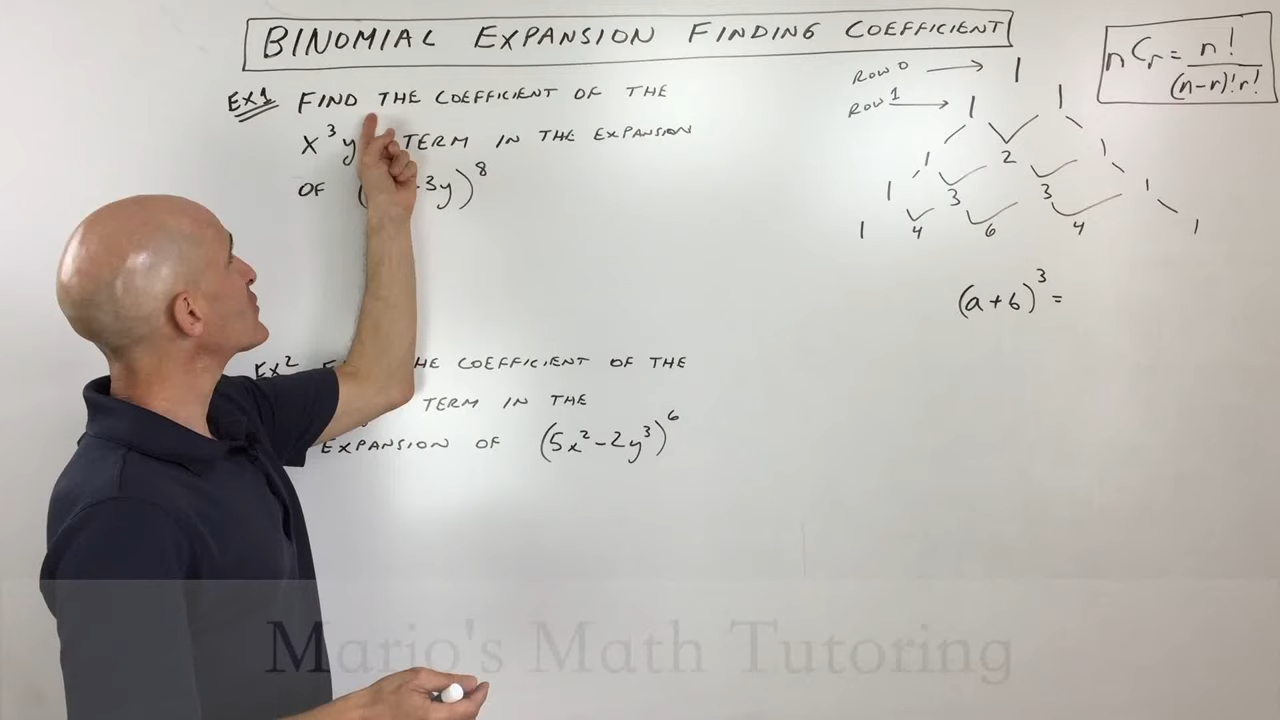 BINOMIAL EXPANSION FINDING COEFFICIENT
nCr = n! / (n-r)!r!
EX1 FIND THE COEFFICIENT OF THE
x³y TERM IN THE EXPANSION
OF ( 3y)⁸
ROW 0 → 1
ROW 1 → 1 1
1 2 1
1 3 3 1
1 4 6 4 1
(a+b)³ =
EX2 THE COEFFICIENT OF THE
TERM IN THE
EXPANSION OF (5x²-2y³)⁶
Mario's Math Tutoring